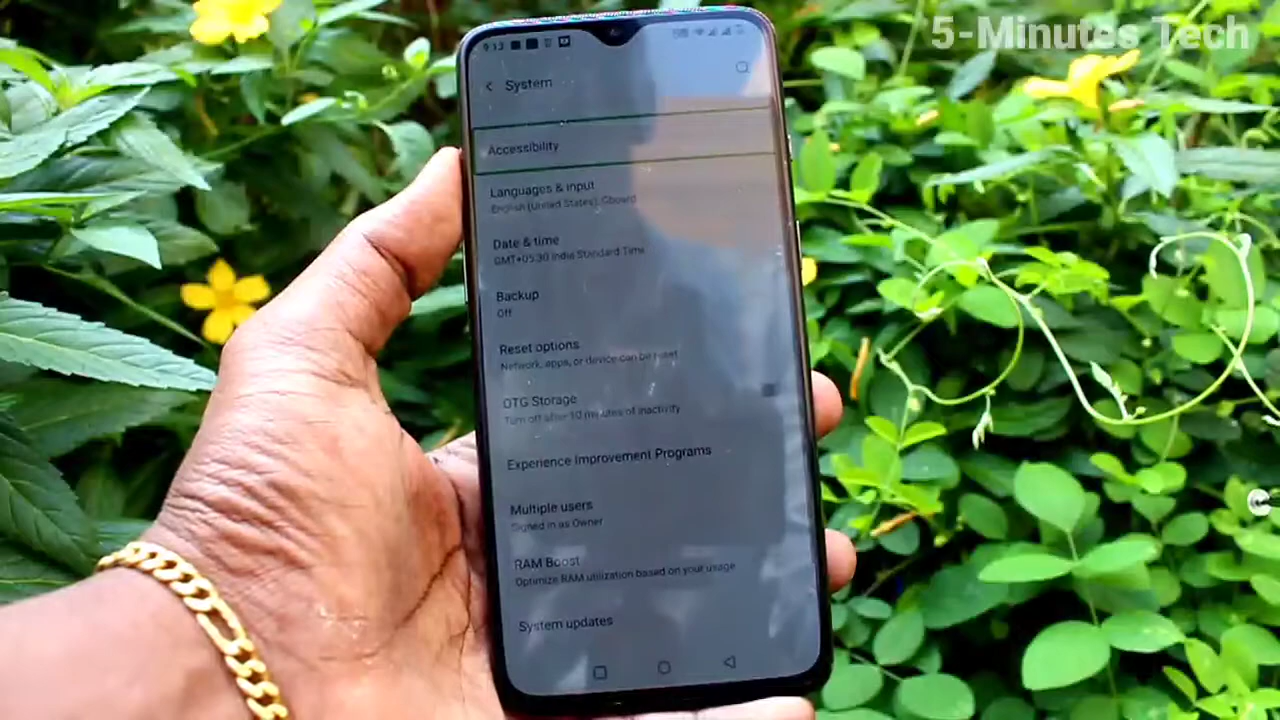 5-Minutes Tech
9:13
System
Accessibility
Languages & input
English (United States), Gboard
Date & time
GMT+05:30 India Standard Time
Backup
Off
Reset options
Network, apps, or device can be reset
OTG Storage
Turn off after 10 minutes of inactivity
Experience Improvement Programs
Multiple users
Signed in as Owner
RAM Boost
Optimize RAM utilization based on your usage
System updates